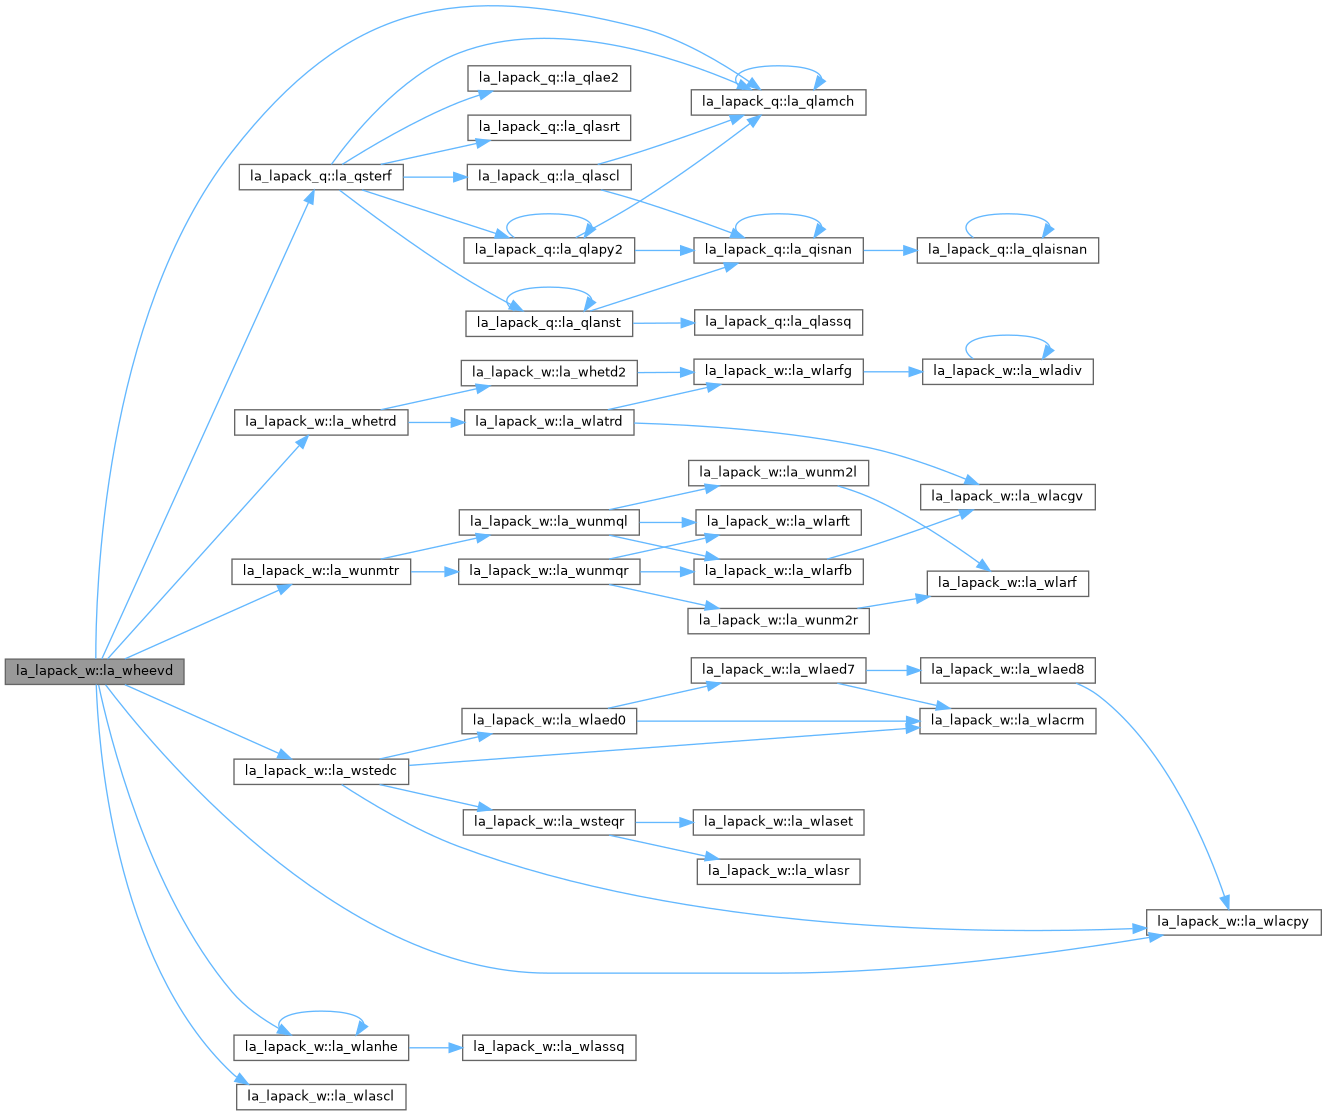 la_lapack_q::la_qlae2
la_lapack_q::la_qlamch
la_lapack_q::la_qlasrt
la_lapack_q::la_qsterf
la_lapack_q::la_qlascl
la_lapack_q::la_qlapy2
la_lapack_q::la_qisnan
la_lapack_q::la_qlaisnan
la_lapack_q::la_qlanst
la_lapack_q::la_qlassq
la_lapack_w::la_whetd2
la_lapack_w::la_wlarfg
la_lapack_w::la_wladiv
la_lapack_w::la_whetrd
la_lapack_w::la_wlatrd
la_lapack_w::la_wunm2l
la_lapack_w::la_wlacgv
la_lapack_w::la_wunmql
la_lapack_w::la_wlarft
la_lapack_w::la_wunmtr
la_lapack_w::la_wunmqr
la_lapack_w::la_wlarfb
la_lapack_w::la_wlarf
la_lapack_w::la_wunm2r
la_lapack_w::la_wheevd
la_lapack_w::la_wlaed7
la_lapack_w::la_wlaed8
la_lapack_w::la_wlaed0
la_lapack_w::la_wlacrm
la_lapack_w::la_wstedc
la_lapack_w::la_wsteqr
la_lapack_w::la_wlaset
la_lapack_w::la_wlasr
la_lapack_w::la_wlacpy
la_lapack_w::la_wlanhe
la_lapack_w::la_wlassq
la_lapack_w::la_wlascl